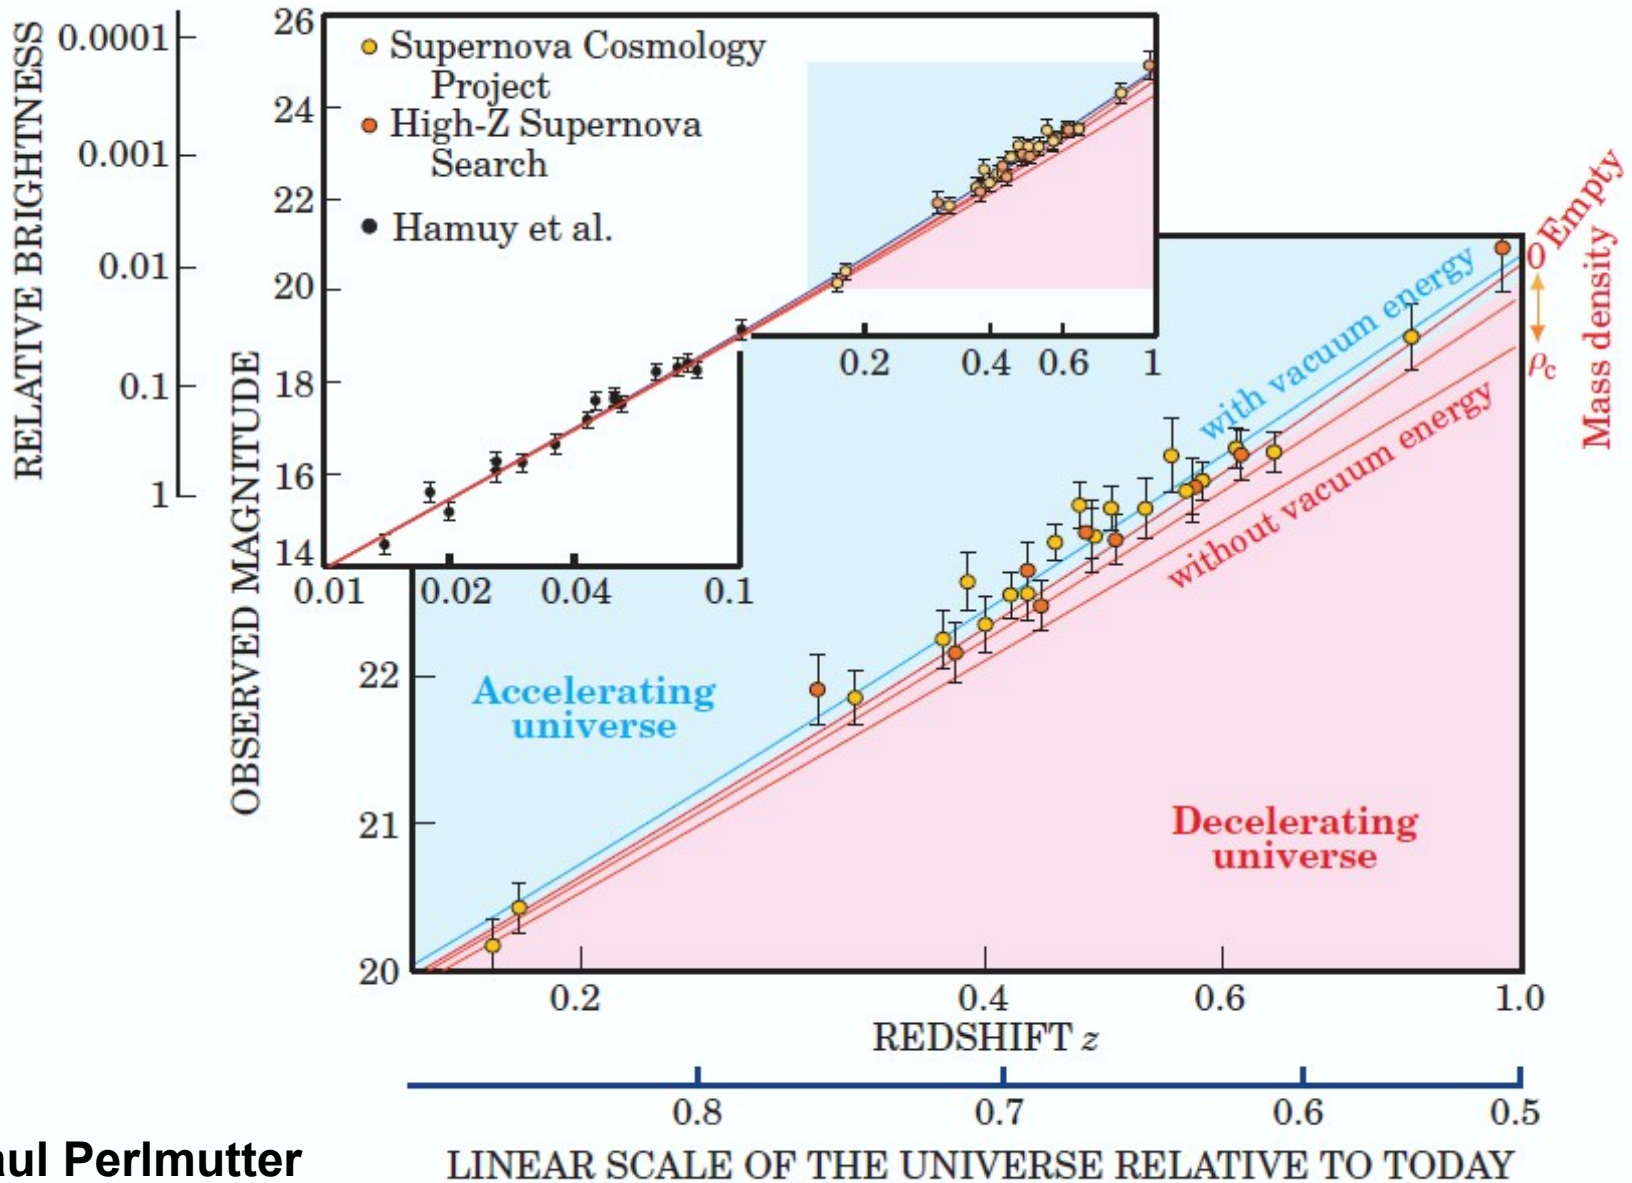 RELATIVE BRIGHTNESS
0.0001
0.001
0.01
0.1
1
OBSERVED MAGNITUDE
26
24
22
20
18
16
14
Supernova Cosmology
Project
High-Z Supernova
Search
Hamuy et al.
0.2
0.4
0.6
1
0.01
0.02
0.04
0.1
22
21
20
Accelerating
universe
with vacuum energy
without vacuum energy
Decelerating
universe
Empty
0
ρc
Mass density
0.2
0.4
0.6
1.0
REDSHIFT z
0.8
0.7
0.6
0.5
LINEAR SCALE OF THE UNIVERSE RELATIVE TO TODAY
aul Perlmutter